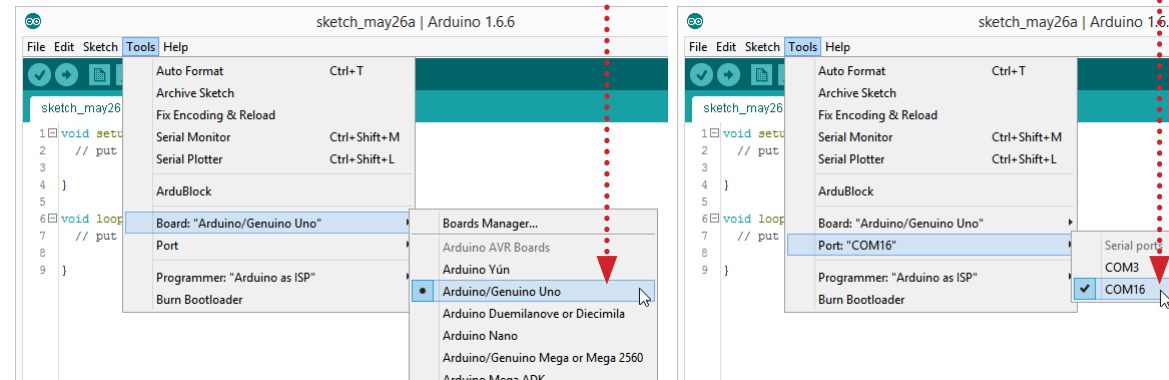 sketch_may26a | Arduino 1.6.6
File Edit Sketch Tools Help
sketch_may26
Auto Format Ctrl+T
Archive Sketch
Fix Encoding & Reload
Serial Monitor Ctrl+Shift+M
Serial Plotter Ctrl+Shift+L
ArduBlock
Board: "Arduino/Genuino Uno"
Port
Programmer: "Arduino as ISP"
Burn Bootloader
1 void setu
2 // put
3
4 }
5
6 void loop
7 // put
8
9 }
Boards Manager...
Arduino AVR Boards
Arduino Yún
Arduino/Genuino Uno
Arduino Duemilanove or Diecimila
Arduino Nano
Arduino/Genuino Mega or Mega 2560
Arduino Mega ADK
sketch_may26a | Arduino 1.6.
File Edit Sketch Tools Help
sketch_may26
Auto Format Ctrl+T
Archive Sketch
Fix Encoding & Reload
Serial Monitor Ctrl+Shift+M
Serial Plotter Ctrl+Shift+L
ArduBlock
Board: "Arduino/Genuino Uno"
Port: "COM16"
Programmer: "Arduino as ISP"
Burn Bootloader
1 void setu
2 // put
3
4 }
5
6 void loop
7 // put
8
9 }
Serial ports
COM3
COM16